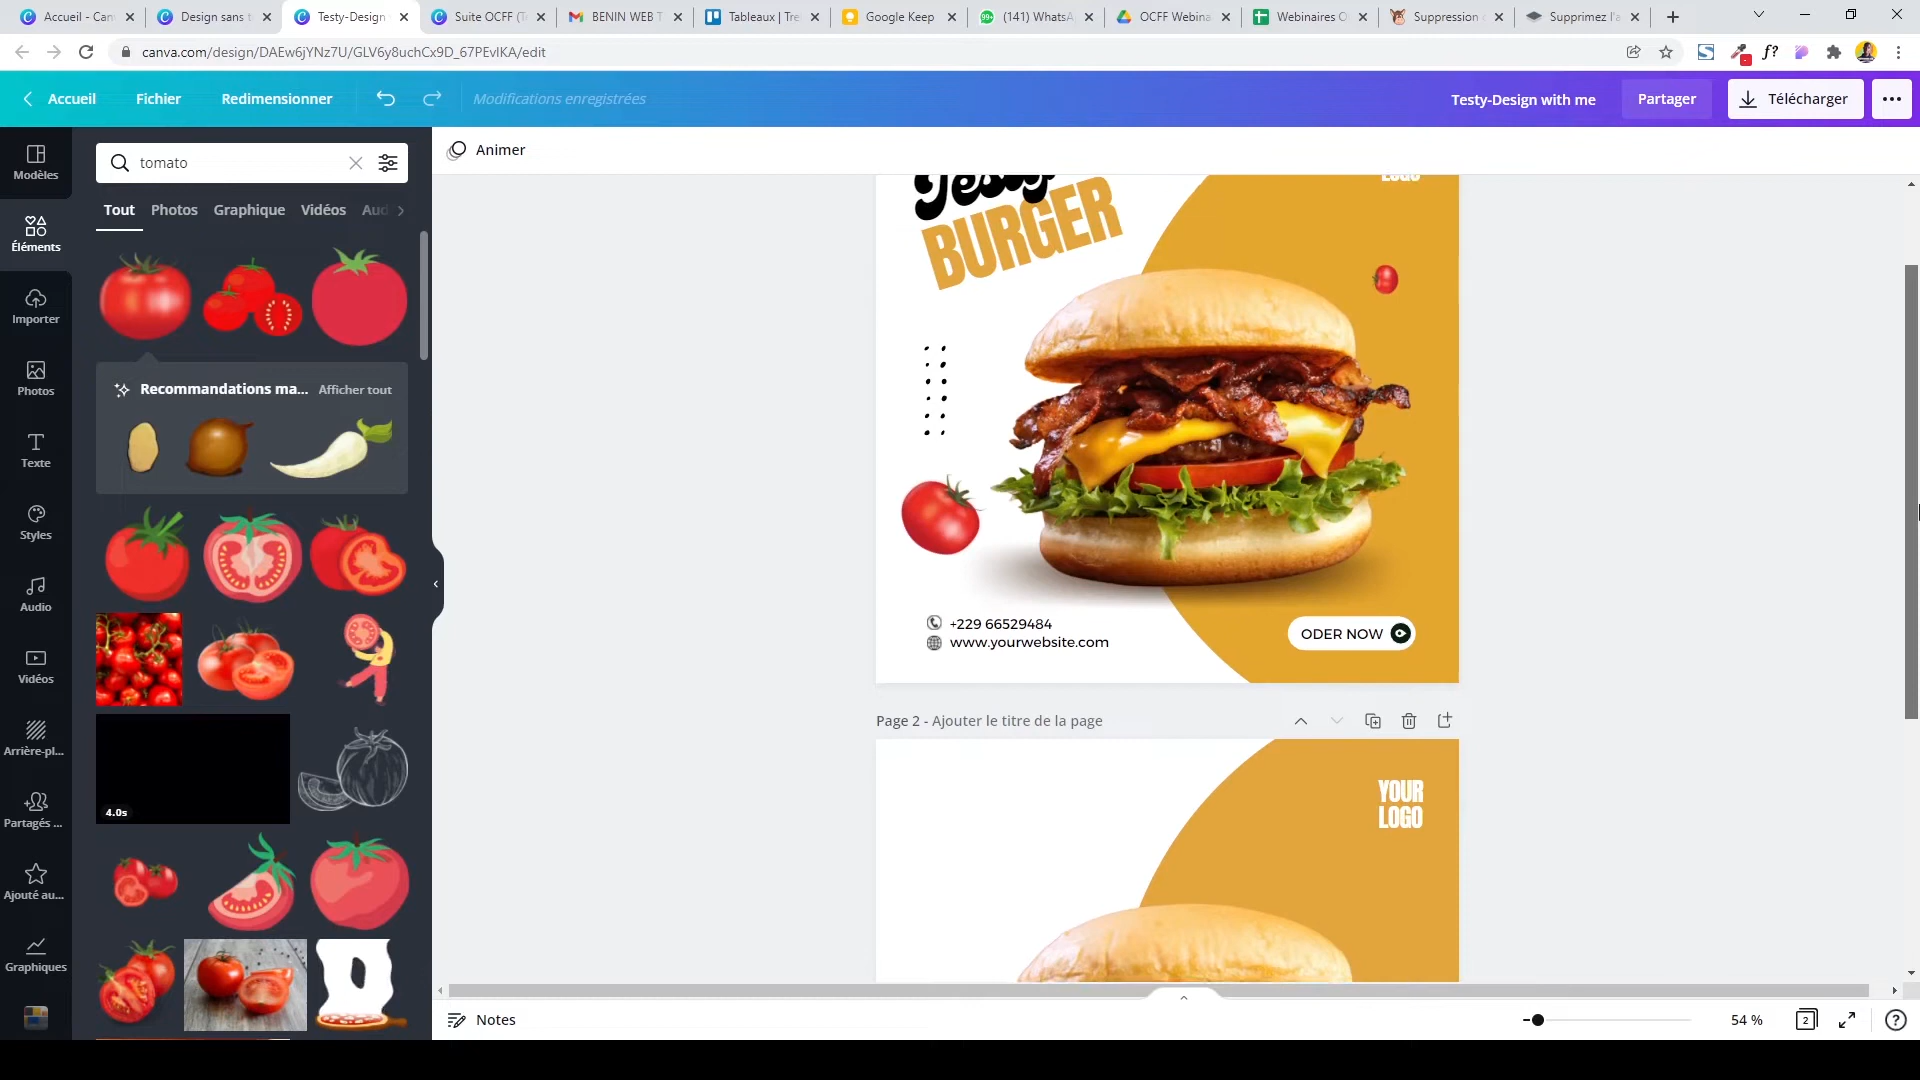 Accueil - Can
Design sans t
Testy-Design
Suite OCFF (T
BENIN WEB T
Tableaux | Tre
Google Keep
(141) WhatsA
OCFF Webina
Webinaires O
Suppression
Supprimez l'a
canva.com/design/DAEw6jYNz7U/GLV6y8uchCx9D_67PEvIKA/edit
f?
Accueil
Fichier
Redimensionner
Modifications enregistrées
Testy-Design with me
Partager
Télécharger
Modèles
Éléments
Importer
Photos
Texte
Styles
Audio
Vidéos
Arrière-pl...
Partagés ...
Ajouté au...
Graphiques
tomato
Tout
Photos
Graphique
Vidéos
Aud
Recommandations ma...
Afficher tout
4.0s
Animer
Testy
BURGER
LOGO
+229 66529484
www.yourwebsite.com
ODER NOW
Page 2 - Ajouter le titre de la page
YOUR
LOGO
Notes
54 %
2